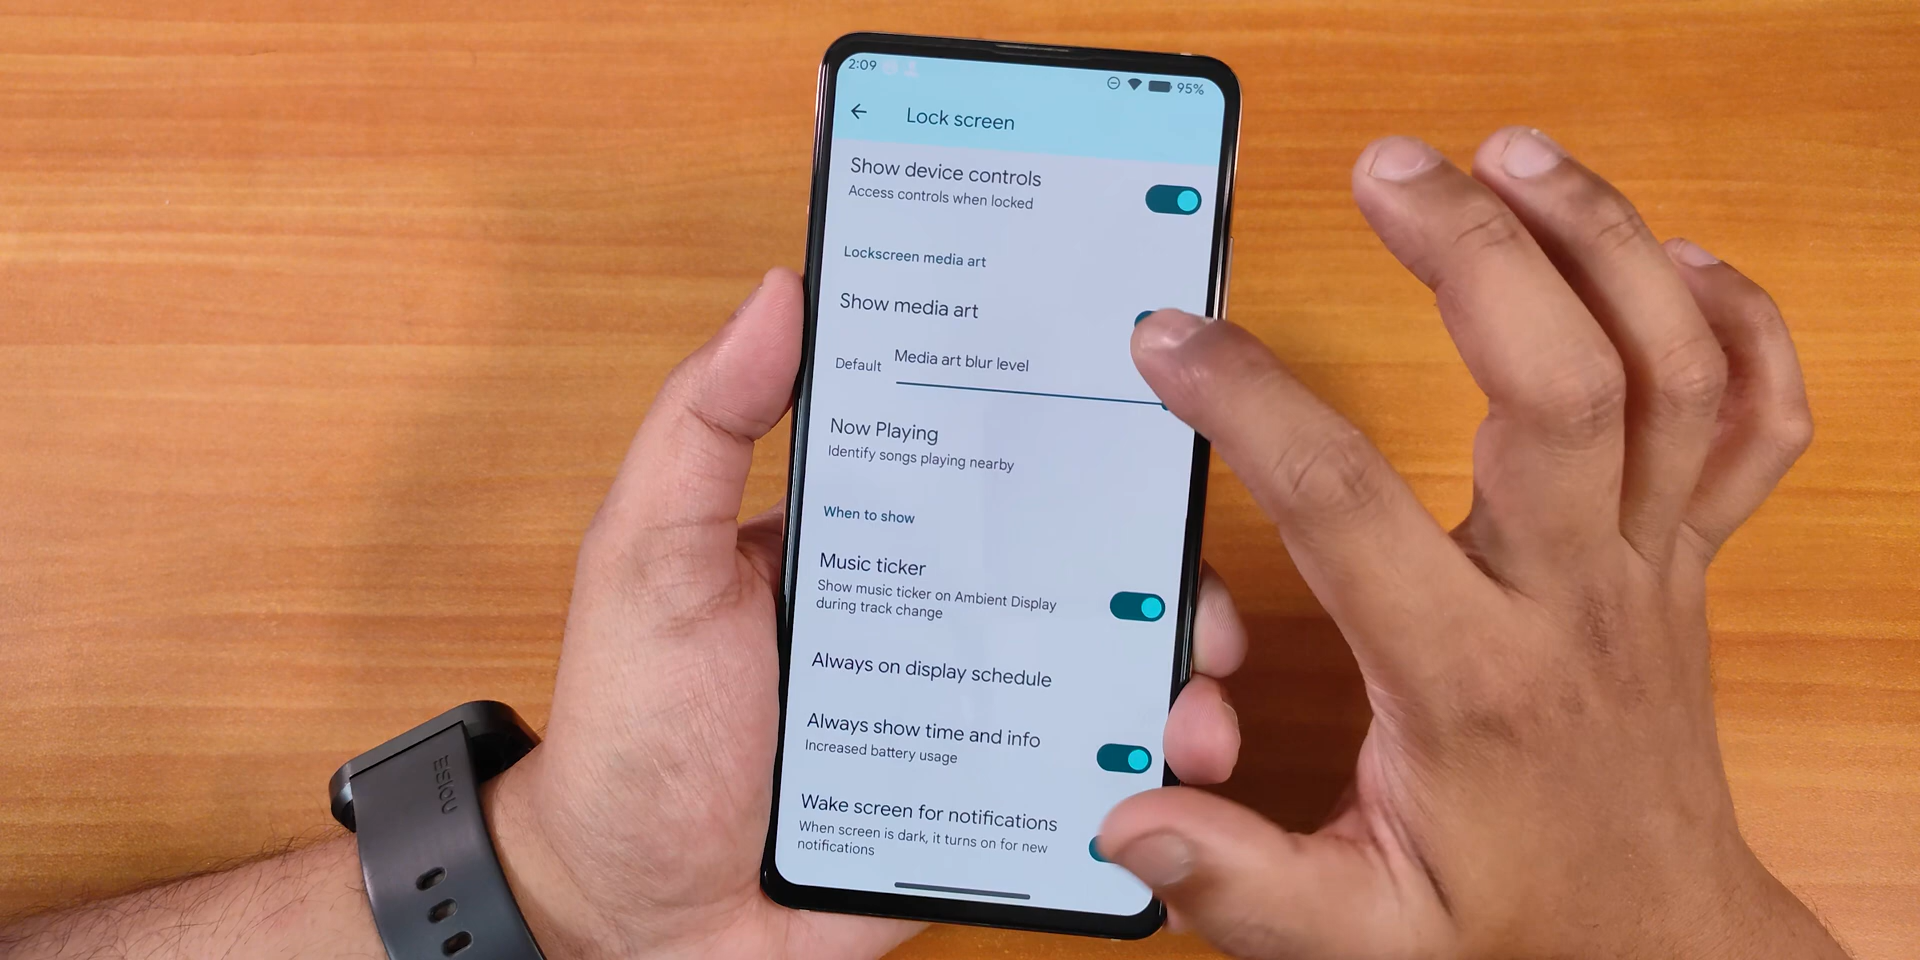 2:09
95%
Lock screen
Show device controls
Access controls when locked
Lockscreen media art
Show media art
Media art blur level
Default
Now Playing
Identify songs playing nearby
When to show
Music ticker
Show music ticker on Ambient Display
during track change
Always on display schedule
Always show time and info
Increased battery usage
Wake screen for notifications
When screen is dark, it turns on for new
notifications
NOISE